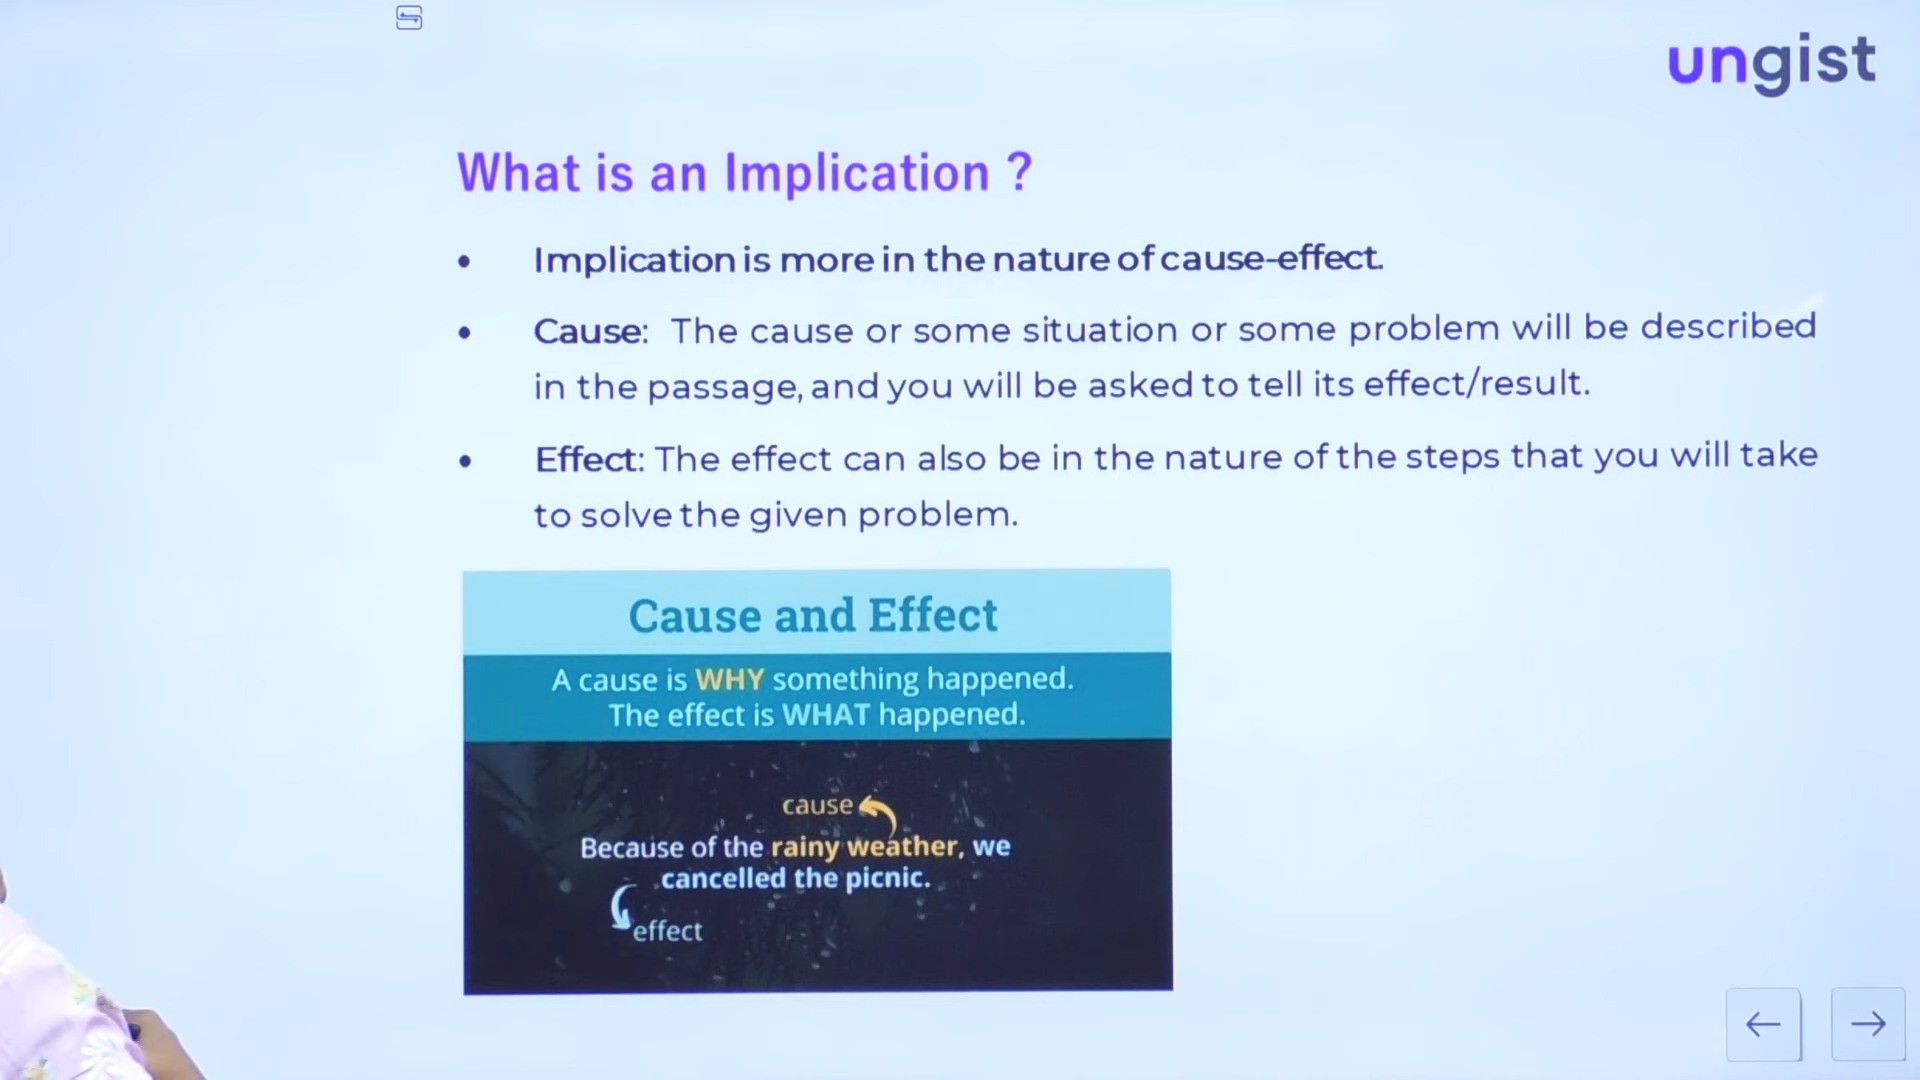 ungist
What is an Implication ?
• Implication is more in the nature of cause-effect.
• Cause: The cause or some situation or some problem will be described
in the passage, and you will be asked to tell its effect/result.
• Effect: The effect can also be in the nature of the steps that you will take
to solve the given problem.
Cause and Effect
A cause is WHY something happened.
The effect is WHAT happened.
cause
Because of the rainy weather, we
cancelled the picnic.
effect